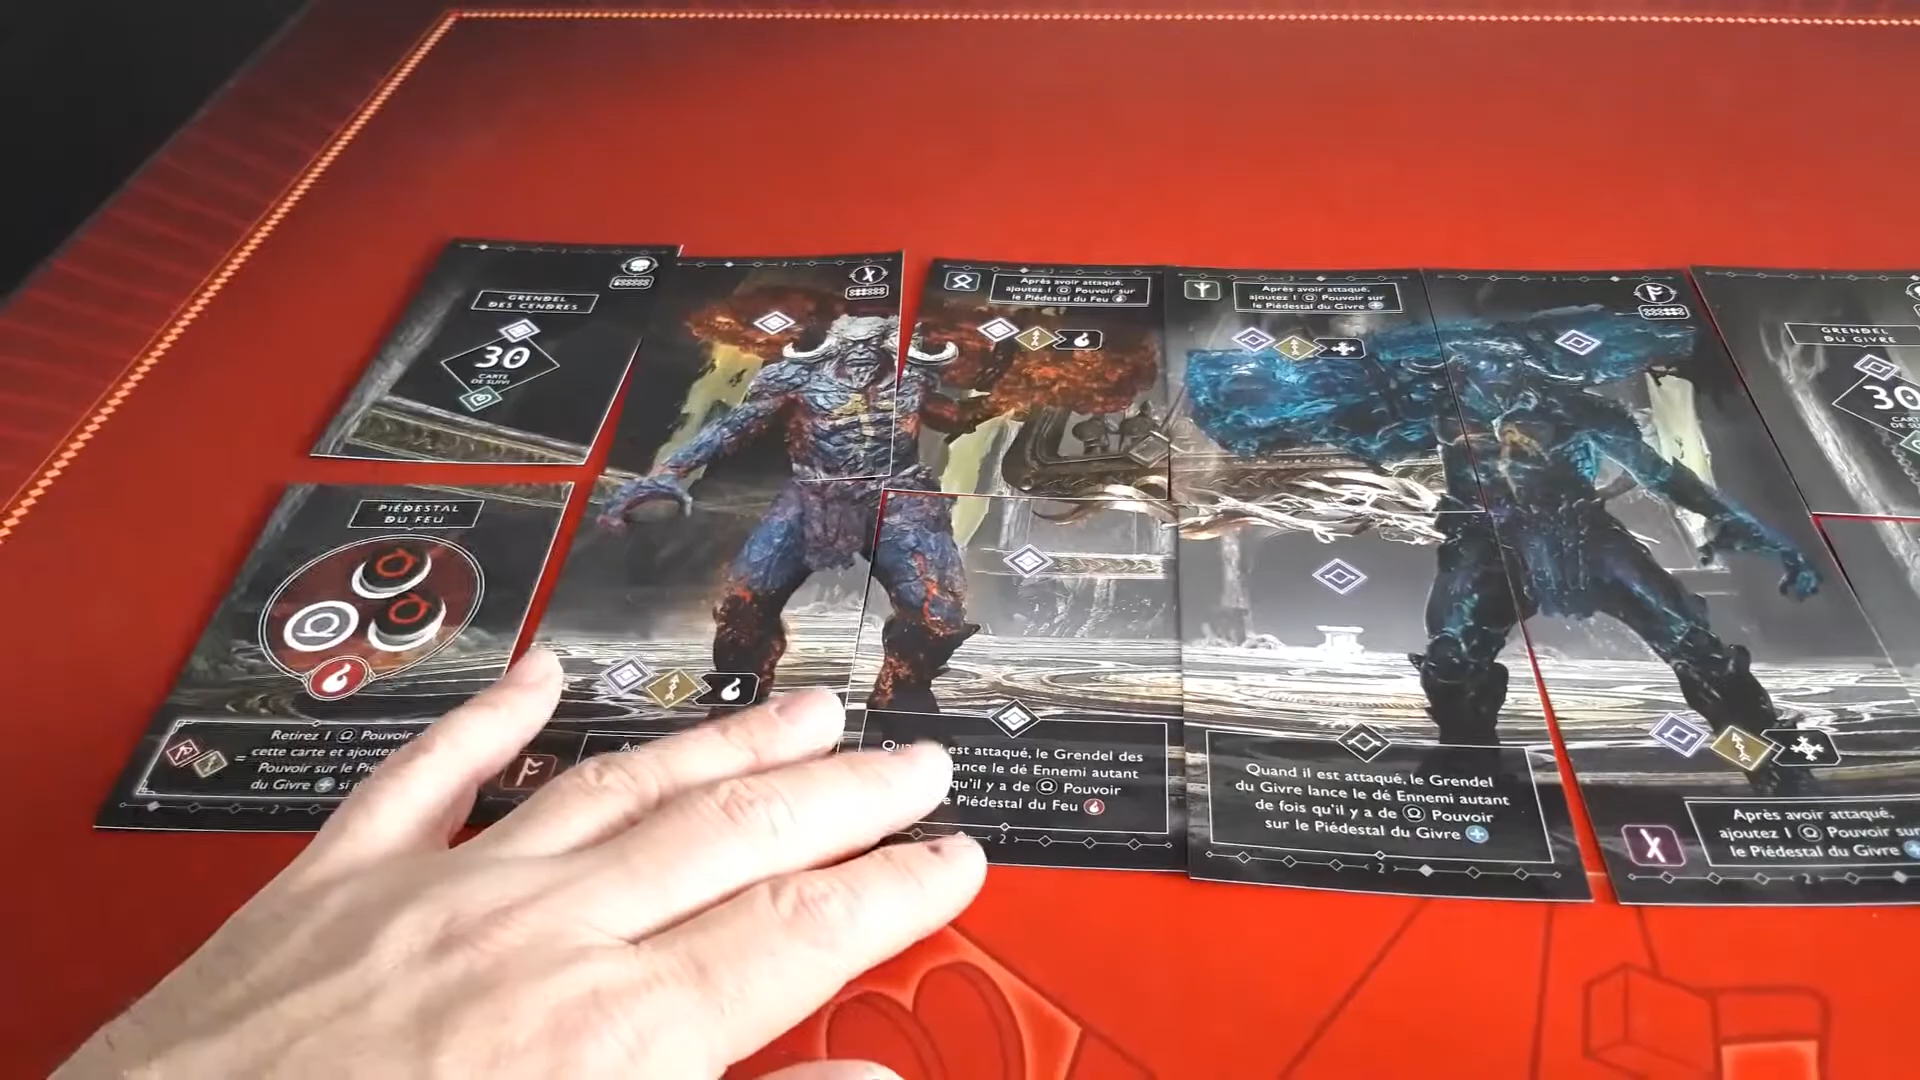 GRENDEL
DES CENDRES
30
CARTE
DE SUIVI
2
Après avoir attaqué,
ajoutez 1 Ω Pouvoir sur
le Piédestal du Feu
Après avoir attaqué,
ajoutez 1 Ω Pouvoir sur
le Piédestal du Givre
GRENDEL
DU GIVRE
30
PIÉDESTAL
DU FEU
Ω
Retirez 1 Ω Pouvoir
cette carte et ajoutez
Pouvoir sur le
du Givre
2
est attaqué, le Grendel des
lance le dé Ennemi autant
qu'il y a de Ω Pouvoir
le Piédestal du Feu
2
Quand il est attaqué, le Grendel
du Givre lance le dé Ennemi autant
de fois qu'il y a de Ω Pouvoir
sur le Piédestal du Givre
2
Après avoir attaqué,
ajoutez 1 Ω Pouvoir sur
le Piédestal du Givre
2